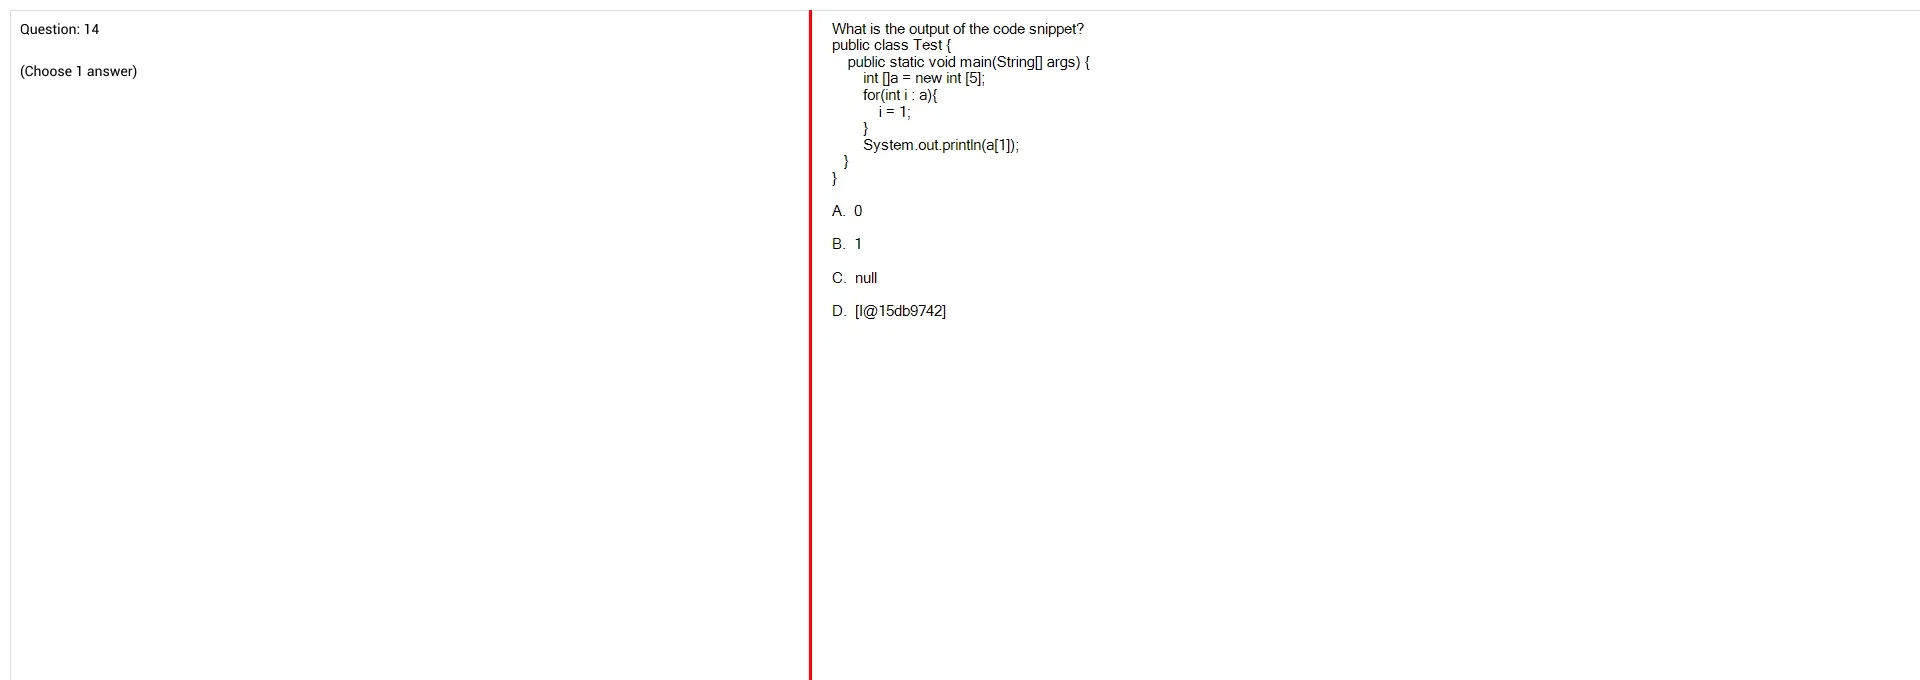 Question: 14
(Choose 1 answer)
What is the output of the code snippet?
public class Test {
public static void main(String[] args) {
int []a = new int [5];
for(int i : a){
i = 1;
}
System.out.println(a[1]);
}
}
A. 0
B. 1
C. null
D. [I@15db9742]